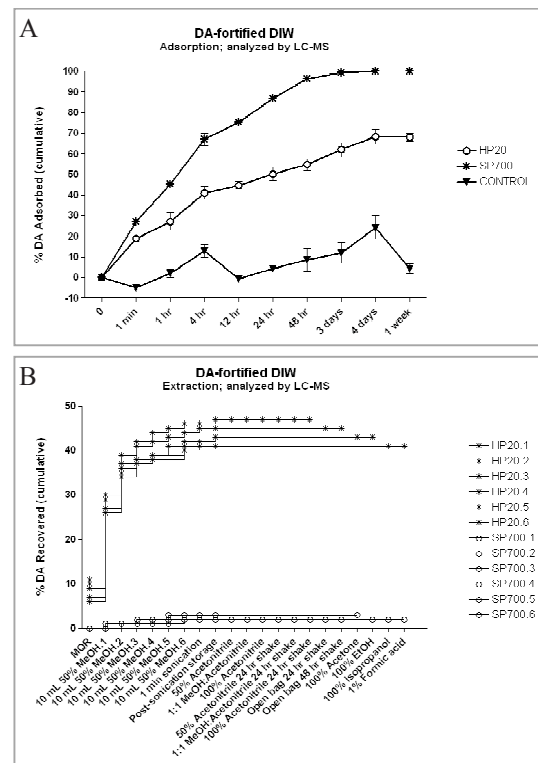 A
DA-fortified DIW
Adsorption; analyzed by LC-MS
% DA Adsorbed (cumulative)
100
90
80
70
60
50
40
30
20
10
0
-10
0
1 min
1 hr
4 hr
12 hr
24 hr
48 hr
3 days
4 days
1 week
HP20
SP700
CONTROL
B
DA-fortified DIW
Extraction; analyzed by LC-MS
% DA Recovered (cumulative)
50
40
30
20
10
0
MOR
10 mL 50% MeOH.1
10 mL 50% MeOH.2
10 mL 50% MeOH.3
10 mL 50% MeOH.4
10 mL 50% MeOH.5
10 mL 50% MeOH.6
1 min sonication
Post-sonication storage
50% Acetonitrile
1:1 MeOH:Acetonitrile
100% Acetonitrile
50% Acetonitrile 24 hr shake
1:1 MeOH:Acetonitrile 24 hr shake
100% Acetonitrile 24 hr shake
Open bag 24 hr shake
Open bag 48 hr shake
100% Acetone
100% EtOH
100% Isopropanol
1% Formic acid
HP20.1
HP20.2
HP20.3
HP20.4
HP20.5
HP20.6
SP700.1
SP700.2
SP700.3
SP700.4
SP700.5
SP700.6